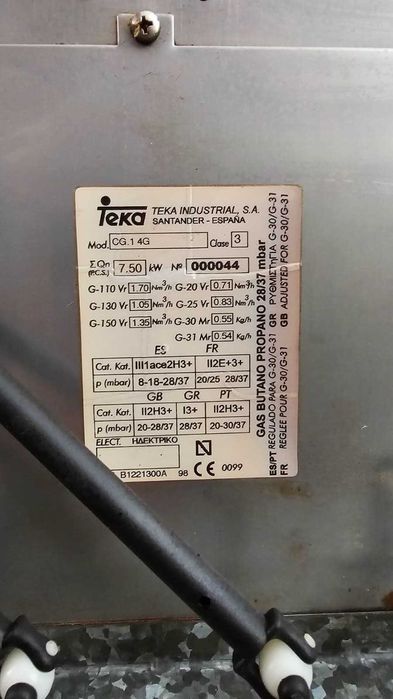 Teka TEKA INDUSTRIAL, S.A.
SANTANDER - ESPAÑA
Mod. CG.1 4G Clase 3
Σ Qn (P.C.S.) 7.50 kW Nº 000044
G-110 Vr 1.70 Nm³/h G-20 Vr 0.71 Nm³/h
G-130 Vr 1.05 Nm³/h G-25 Vr 0.83 Nm³/h
G-150 Vr 1.35 Nm³/h G-30 Mr 0.55 Kg/h
G-31 Mr 0.54 Kg/h
ES FR
Cat. Kat. III1ace2H3+ II2E+3+
p (mbar) 8-18-28/37 20/25 28/37
GB GR PT
Cat. Kat. II2H3+ I3+ II2H3+
p (mbar) 20-28/37 28/37 20-30/37
ELECT. ΗΛΕΚΤΡΙΚΟ
B1221300A 98 CE 0099
GAS BUTANO PROPANO 28/37 mbar
ES/PT REGULADO PARA G-30/G-31 GR ΡΥΘΜΙΣΤΗΓΙΑ G-30/G-31
FR REGLEE POUR G-30/G-31 GB ADJUSTED FOR G-30/G-31